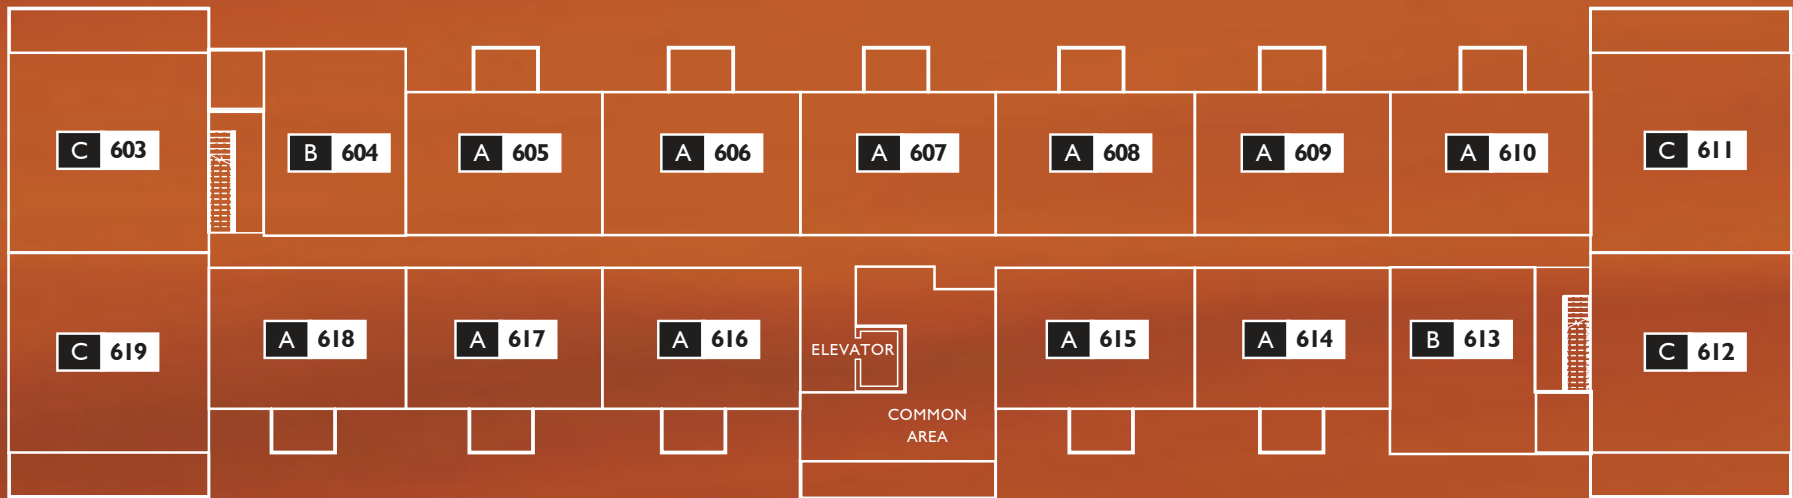 C 603
B 604
A 605
A 606
A 607
A 608
A 609
A 610
C 611
C 619
A 618
A 617
A 616
ELEVATOR
COMMON
AREA
A 615
A 614
B 613
C 612